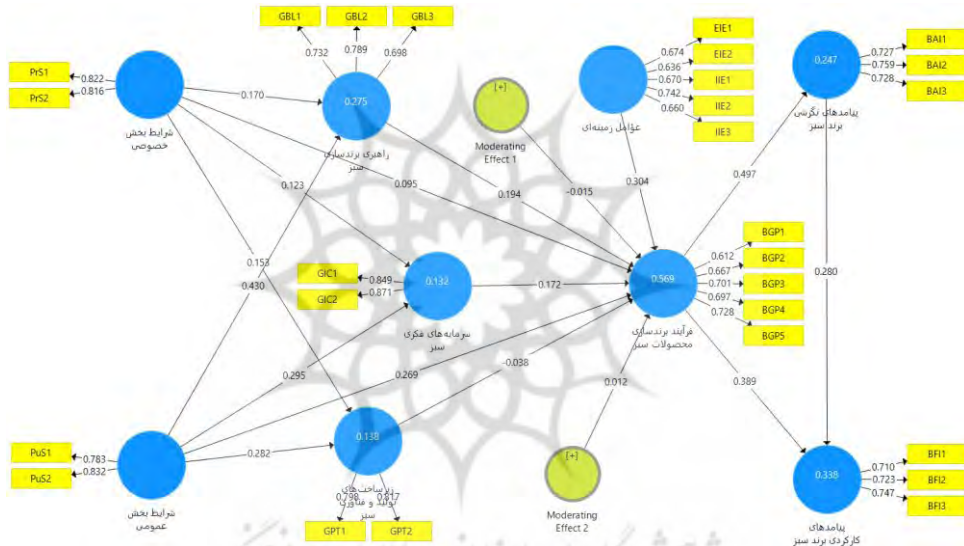 GBL1
GBL2
GBL3
0.732
0.789
0.698
PrS1
PrS2
0.822
0.816
شرایط بخش
خصوصی
0.170
0.275
راهبری برندسازی
سبز
[+]
Moderating
Effect 1
عوامل زمینه‌ای
EIE1
EIE2
IIE1
IIE2
IIE3
0.674
0.636
0.670
0.742
0.660
0.247
پیامدهای نگرشی
برند سبز
BAI1
BAI2
BAI3
0.727
0.759
0.728
0.123
0.095
0.194
-0.015
0.304
0.497
0.153
0.430
GIC1
GIC2
0.849
0.871
0.132
سرمایه‌های فکری
سبز
0.172
0.569
فرآیند برندسازی
محصولات سبز
BGP1
BGP2
BGP3
BGP4
BGP5
0.612
0.667
0.701
0.697
0.728
0.280
0.295
0.269
-0.038
0.012
0.389
PuS1
PuS2
0.783
0.832
شرایط بخش
عمومی
0.282
0.138
زیرساخت‌های
تولید و فناوری
سبز
0.798
0.817
GPT1
GPT2
[+]
Moderating
Effect 2
0.338
پیامدهای
کارکردی برند سبز
BFI1
BFI2
BFI3
0.710
0.723
0.747